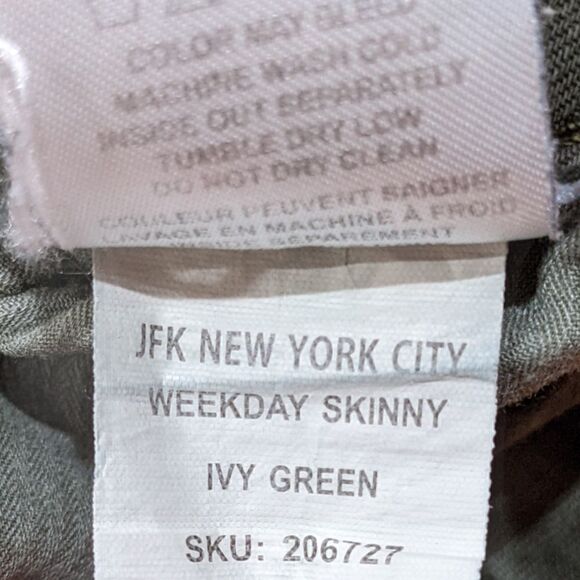 COLOR MAY BLEED
MACHINE WASH COLD
INSIDE OUT SEPARATELY
TUMBLE DRY LOW
DO NOT DRY CLEAN
COULEUR PEUVENT SAIGNER
LAVAGE EN MACHINE À FROID
SEPAREMENT
JFK NEW YORK CITY
WEEKDAY SKINNY
IVY GREEN
SKU: 206727